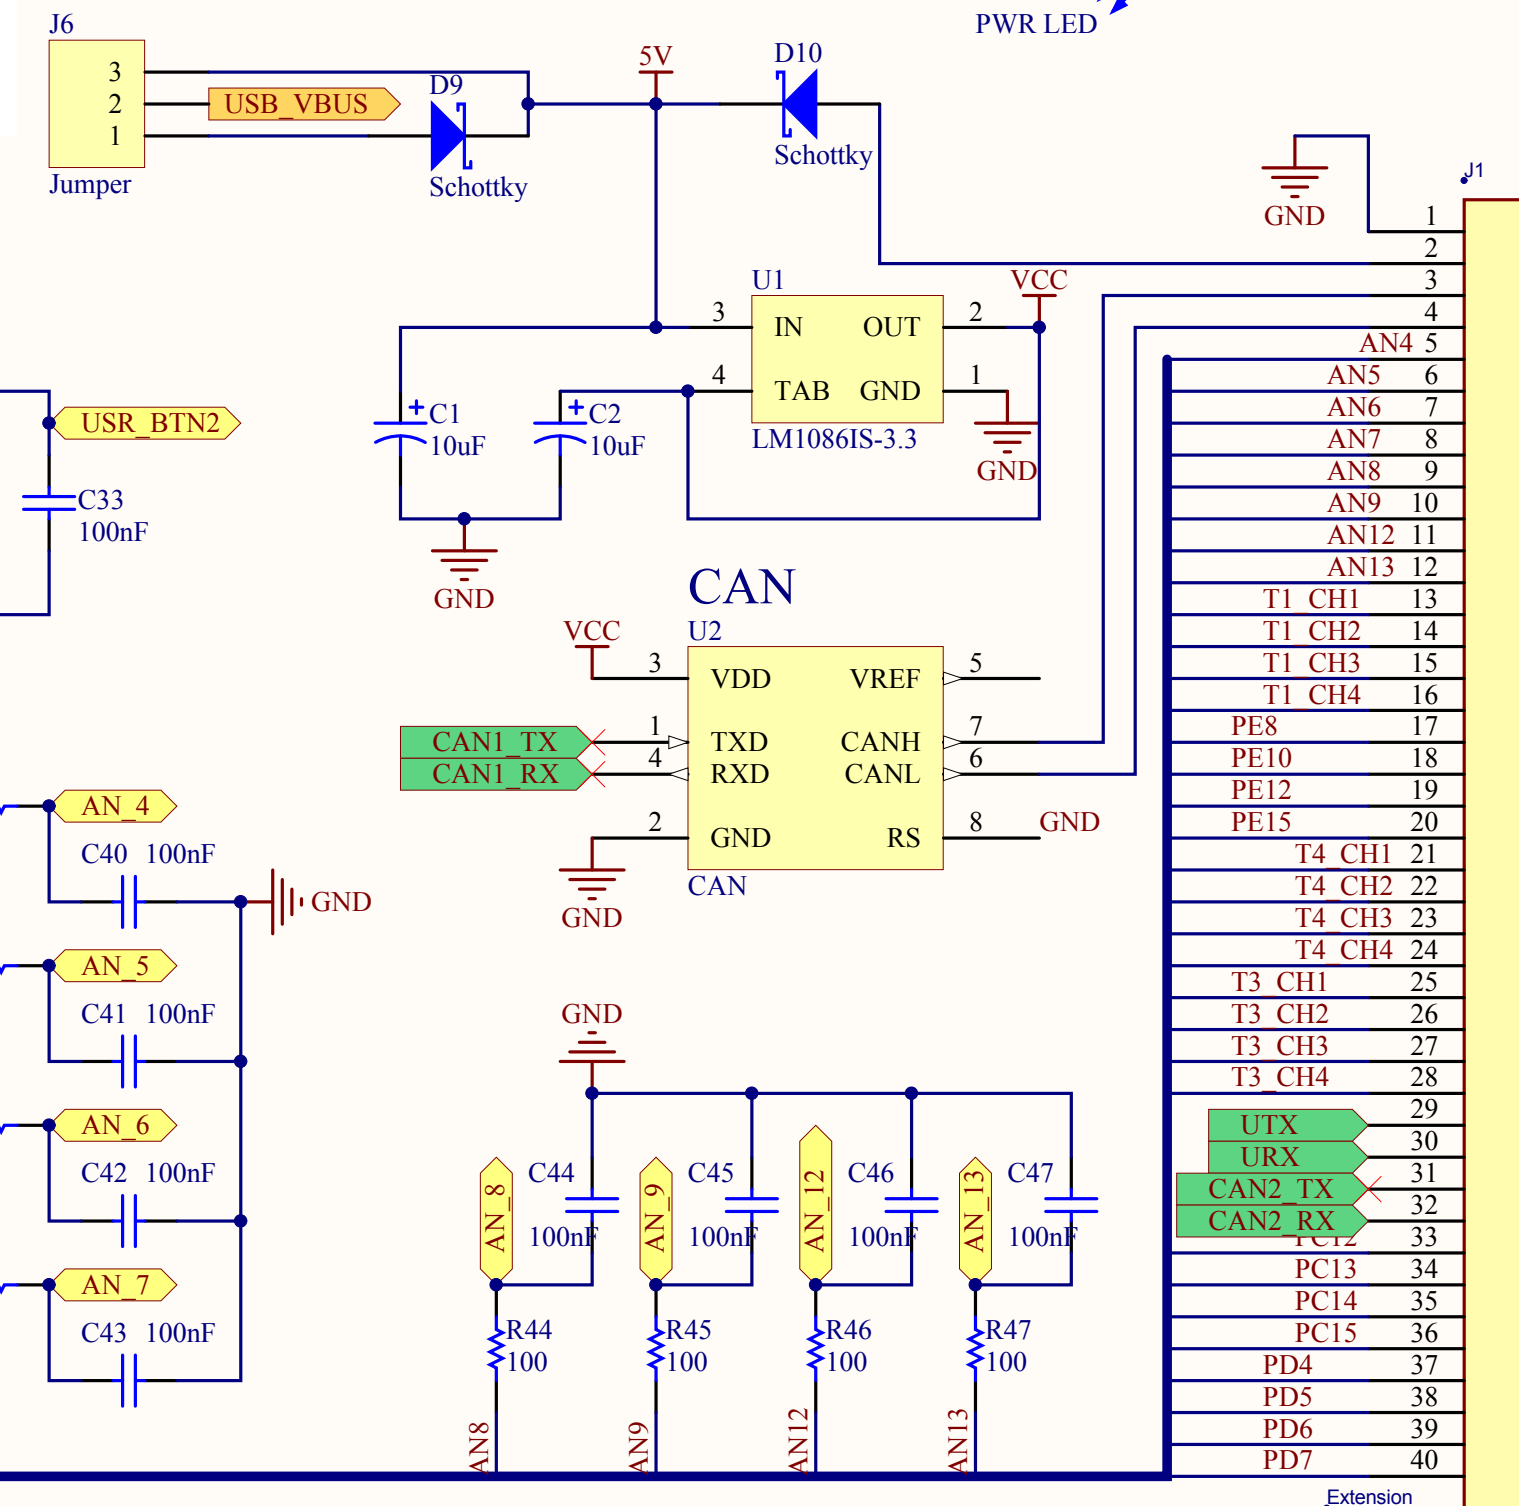 PWR LED
J6
3
2
1
Jumper
USB_VBUS
D9
Schottky
5V
D10
Schottky
GND
J1
USR_BTN2
C33
100nF
U1
3
IN
OUT
2
VCC
4
TAB
GND
1
LM1086IS-3.3
GND
+
C1
10uF
+
C2
10uF
GND
CAN
U2
VCC
3
VDD
VREF
5
CAN1_TX
1
TXD
CANH
7
CAN1_RX
4
RXD
CANL
6
2
GND
RS
8
GND
CAN
GND
AN_4
C40 100nF
GND
AN_5
C41 100nF
AN_6
C42 100nF
AN_7
C43 100nF
GND
AN_8
C44
100nF
AN_9
C45
100nF
AN_12
C46
100nF
AN_13
C47
100nF
R44
100
R45
100
R46
100
R47
100
AN8
AN9
AN12
AN13
1
2
3
4
AN4 5
AN5 6
AN6 7
AN7 8
AN8 9
AN9 10
AN12 11
AN13 12
T1_CH1 13
T1_CH2 14
T1_CH3 15
T1_CH4 16
PE8 17
PE10 18
PE12 19
PE15 20
T4_CH1 21
T4_CH2 22
T4_CH3 23
T4_CH4 24
T3_CH1 25
T3_CH2 26
T3_CH3 27
T3_CH4 28
UTX 29
URX 30
CAN2_TX 31
CAN2_RX 32
PC12 33
PC13 34
PC14 35
PC15 36
PD4 37
PD5 38
PD6 39
PD7 40
Extension